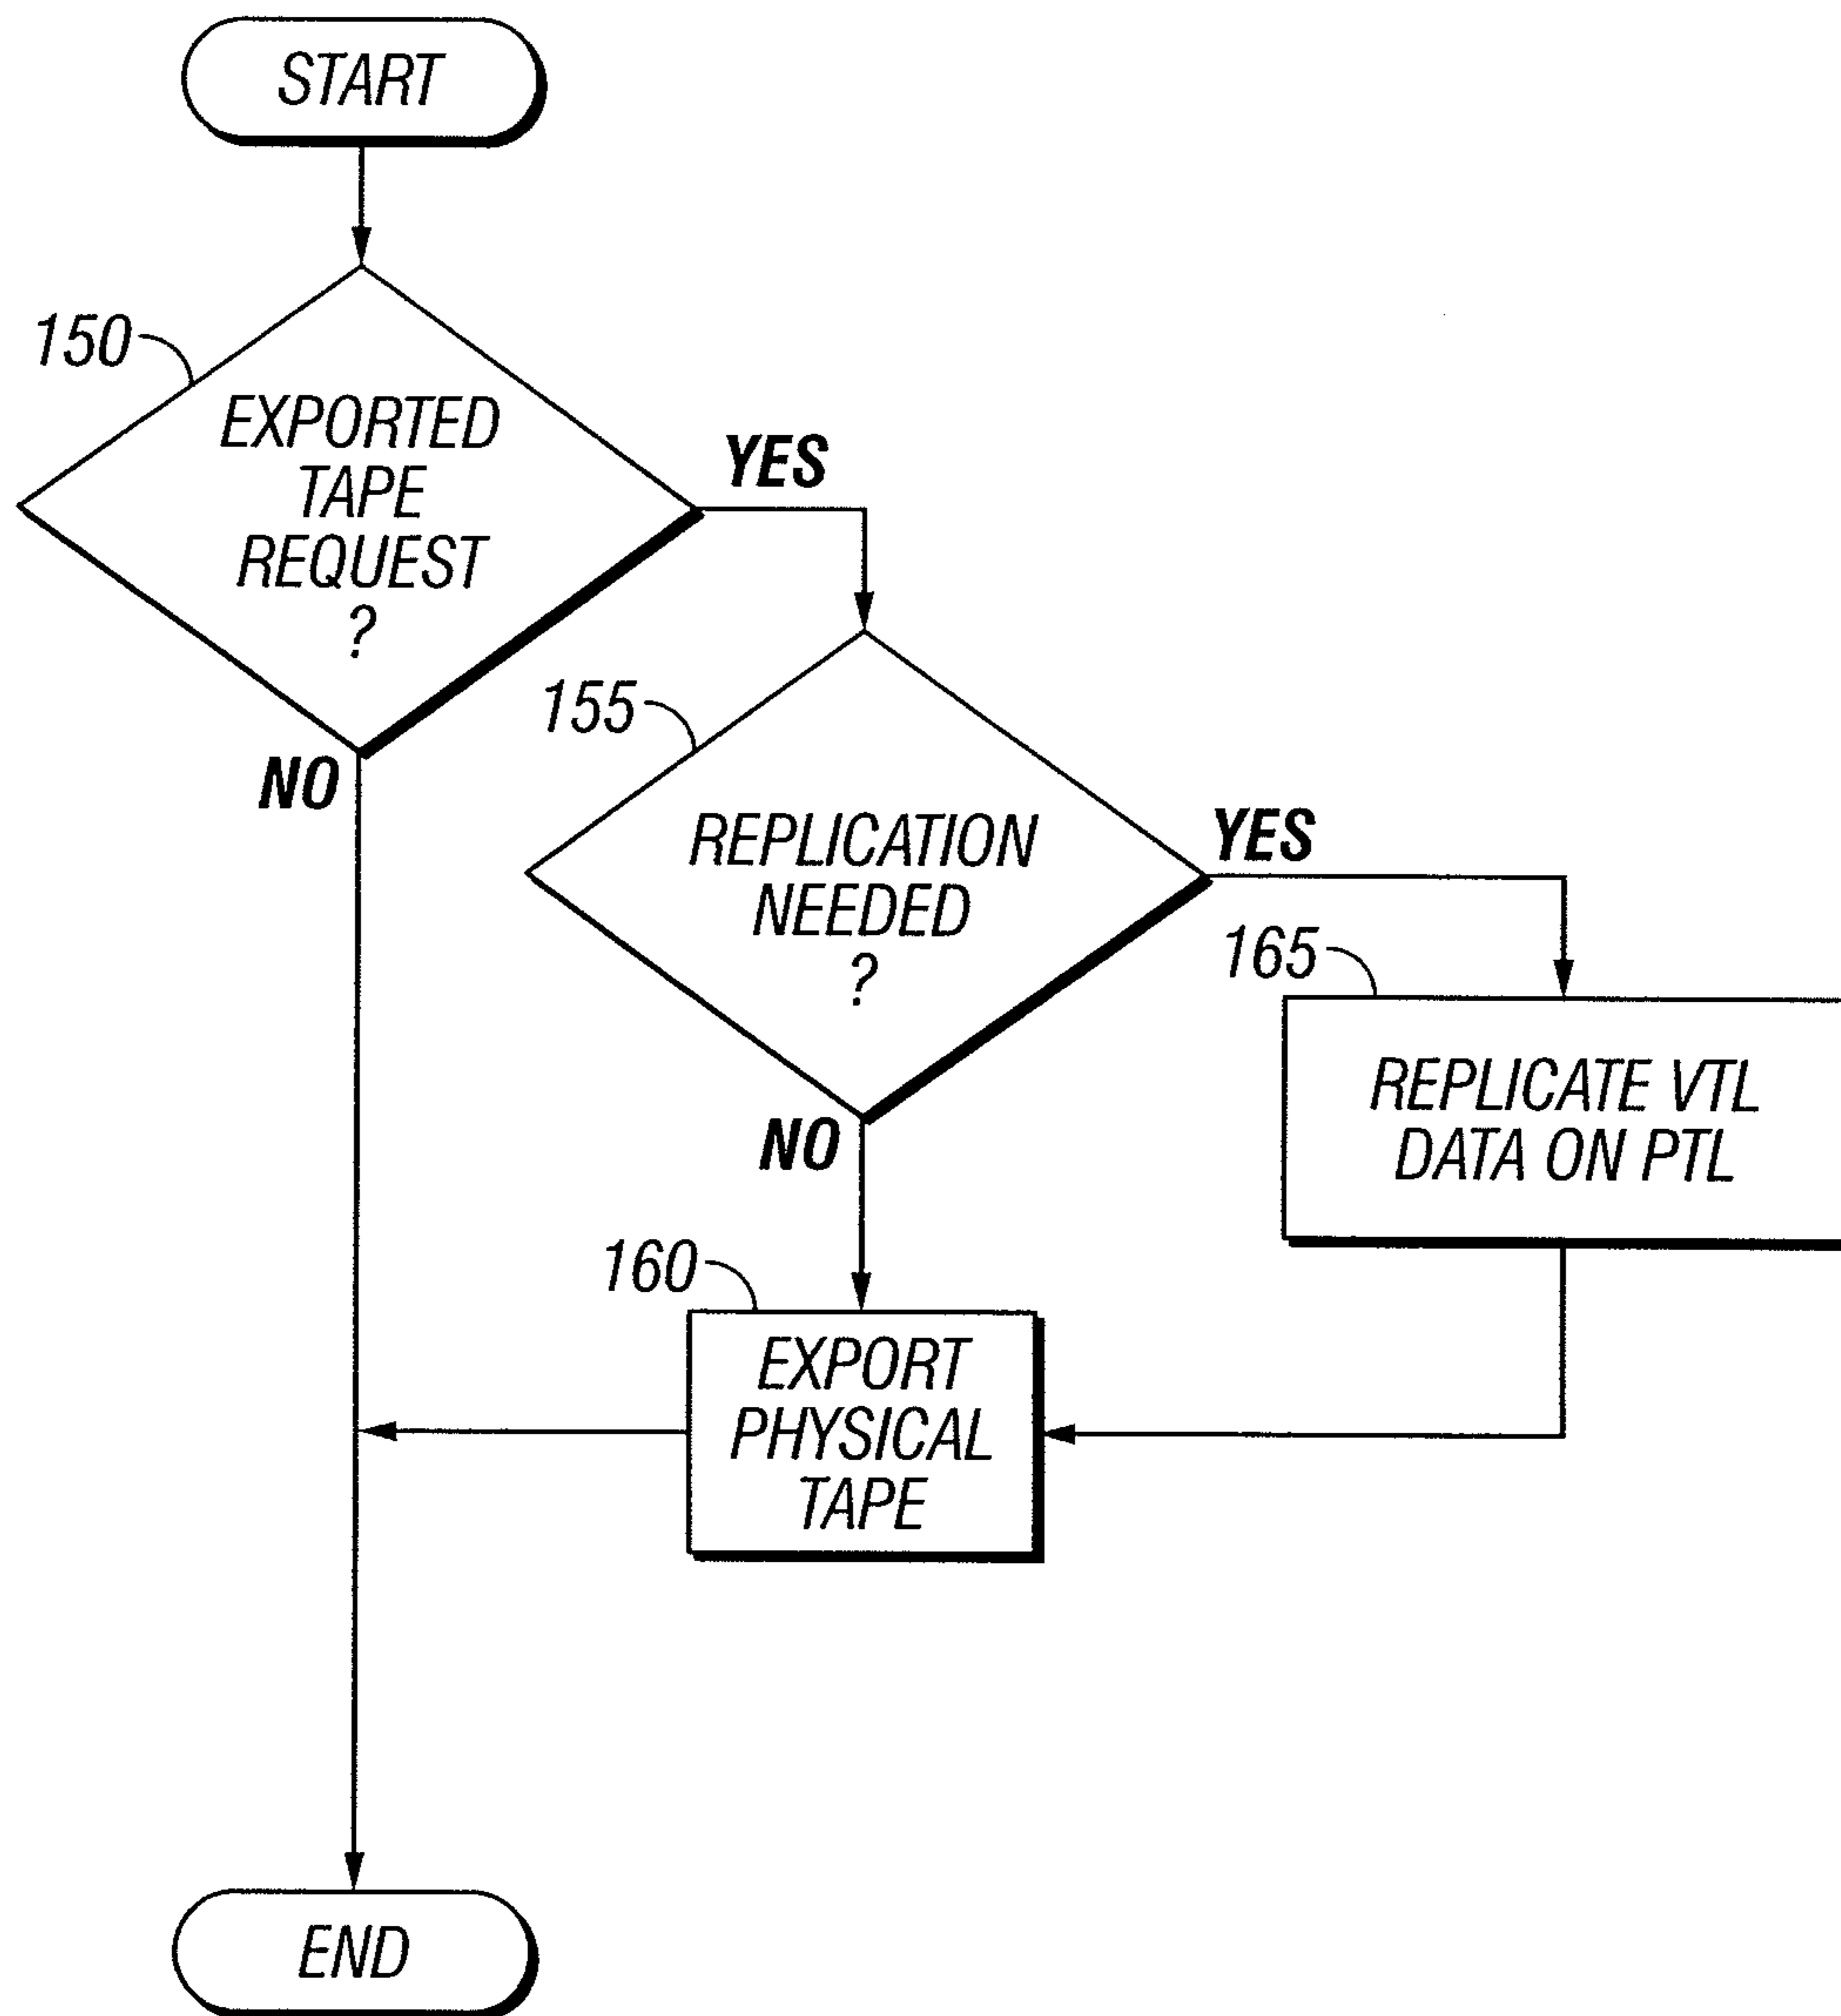 START
150
EXPORTED
TAPE
REQUEST
?
YES
NO
155
REPLICATION
NEEDED
?
YES
NO
165
REPLICATE VTL
DATA ON PTL
160
EXPORT
PHYSICAL
TAPE
END